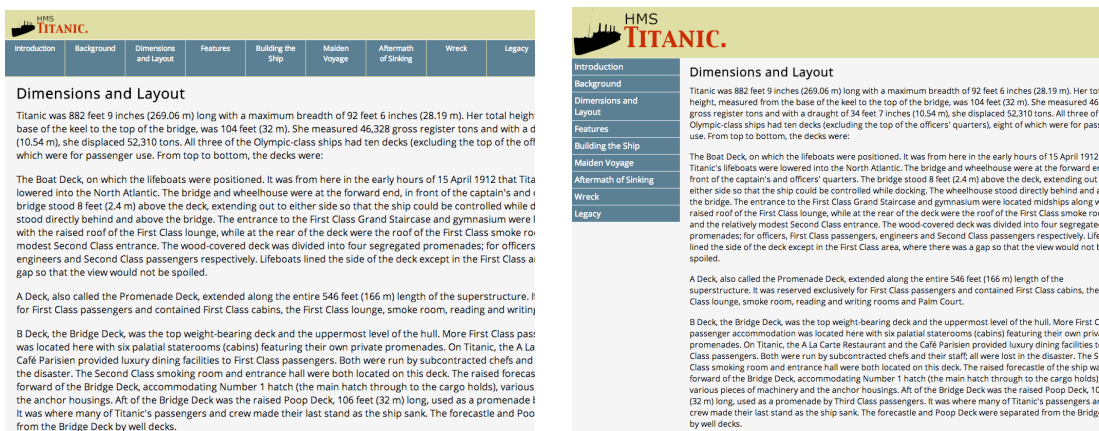 HMS
TITANIC.
Introduction
Background
Dimensions
and Layout
Features
Building the
Ship
Maiden
Voyage
Aftermath
of Sinking
Wreck
Legacy
Dimensions and Layout
Titanic was 882 feet 9 inches (269.06 m) long with a maximum breadth of 92 feet 6 inches (28.19 m). Her total heigh
base of the keel to the top of the bridge, was 104 feet (32 m). She measured 46,328 gross register tons and with a d
(10.54 m), she displaced 52,310 tons. All three of the Olympic-class ships had ten decks (excluding the top of the off
which were for passenger use. From top to bottom, the decks were:
The Boat Deck, on which the lifeboats were positioned. It was from here in the early hours of 15 April 1912 that Tita
lowered into the North Atlantic. The bridge and wheelhouse were at the forward end, in front of the captain's and o
bridge stood 8 feet (2.4 m) above the deck, extending out to either side so that the ship could be controlled while d
stood directly behind and above the bridge. The entrance to the First Class Grand Staircase and gymnasium were l
with the raised roof of the First Class lounge, while at the rear of the deck were the roof of the First Class smoke roo
modest Second Class entrance. The wood-covered deck was divided into four segregated promenades; for officers
engineers and Second Class passengers respectively. Lifeboats lined the side of the deck except in the First Class a
gap so that the view would not be spoiled.
A Deck, also called the Promenade Deck, extended along the entire 546 feet (166 m) length of the superstructure. I
for First Class passengers and contained First Class cabins, the First Class lounge, smoke room, reading and writing
B Deck, the Bridge Deck, was the top weight-bearing deck and the uppermost level of the hull. More First Class pass
was located here with six palatial staterooms (cabins) featuring their own private promenades. On Titanic, the A La
Café Parisien provided luxury dining facilities to First Class passengers. Both were run by subcontracted chefs and
the disaster. The Second Class smoking room and entrance hall were both located on this deck. The raised forecas
forward of the Bridge Deck, accommodating Number 1 hatch (the main hatch through to the cargo holds), various
the anchor housings. Aft of the Bridge Deck was the raised Poop Deck, 106 feet (32 m) long, used as a promenade b
It was where many of Titanic's passengers and crew made their last stand as the ship sank. The forecastle and Poo
from the Bridge Deck by well decks.
HMS
TITANIC.
Introduction
Background
Dimensions and
Layout
Features
Building the Ship
Maiden Voyage
Aftermath of Sinking
Wreck
Legacy
Dimensions and Layout
Titanic was 882 feet 9 inches (269.06 m) long with a maximum breadth of 92 feet 6 inches (28.19 m). Her tot
height, measured from the base of the keel to the top of the bridge, was 104 feet (32 m). She measured 46
gross register tons and with a draught of 34 feet 7 inches (10.54 m), she displaced 52,310 tons. All three of
Olympic-class ships had ten decks (excluding the top of the officers' quarters), eight of which were for pass
use. From top to bottom, the decks were:
The Boat Deck, on which the lifeboats were positioned. It was from here in the early hours of 15 April 1912
Titanic's lifeboats were lowered into the North Atlantic. The bridge and wheelhouse were at the forward en
front of the captain's and officers' quarters. The bridge stood 8 feet (2.4 m) above the deck, extending out
either side so that the ship could be controlled while docking. The wheelhouse stood directly behind and a
bridge. The entrance to the First Class Grand Staircase and gymnasium were located midships along w
raised roof of the First Class lounge, while at the rear of the deck were the roof of the First Class smoke roo
and the relatively modest Second Class entrance. The wood-covered deck was divided into four segregated
promenades; for officers, First Class passengers, engineers and Second Class passengers respectively. Life
lined the side of the deck except in the First Class area, where there was a gap so that the view would not b
spoiled.
A Deck, also called the Promenade Deck, extended along the entire 546 feet (166 m) length of the
superstructure. It was reserved exclusively for First Class passengers and contained First Class cabins, the
Class lounge, smoke room, reading and writing rooms and Palm Court.
B Deck, the Bridge Deck, was the top weight-bearing deck and the uppermost level of the hull. More First C
passenger accommodation was located here with six palatial staterooms (cabins) featuring their own priva
promenades. On Titanic, the A La Carte Restaurant and the Café Parisien provided luxury dining facilities to
Class passengers. Both were run by subcontracted chefs and their staff; all were lost in the disaster. The S
Class smoking room and entrance hall were both located on this deck. The raised forecastle of the ship wa
forward of the Bridge Deck, accommodating Number 1 hatch (the main hatch through to the cargo holds),
various pieces of machinery and the anchor housings. Aft of the Bridge Deck was the raised Poop Deck, 10
(32 m) long, used as a promenade by Third Class passengers. It was where many of Titanic's passengers an
crew made their last stand as the ship sank. The forecastle and Poop Deck were separated from the Bridge
by well decks.